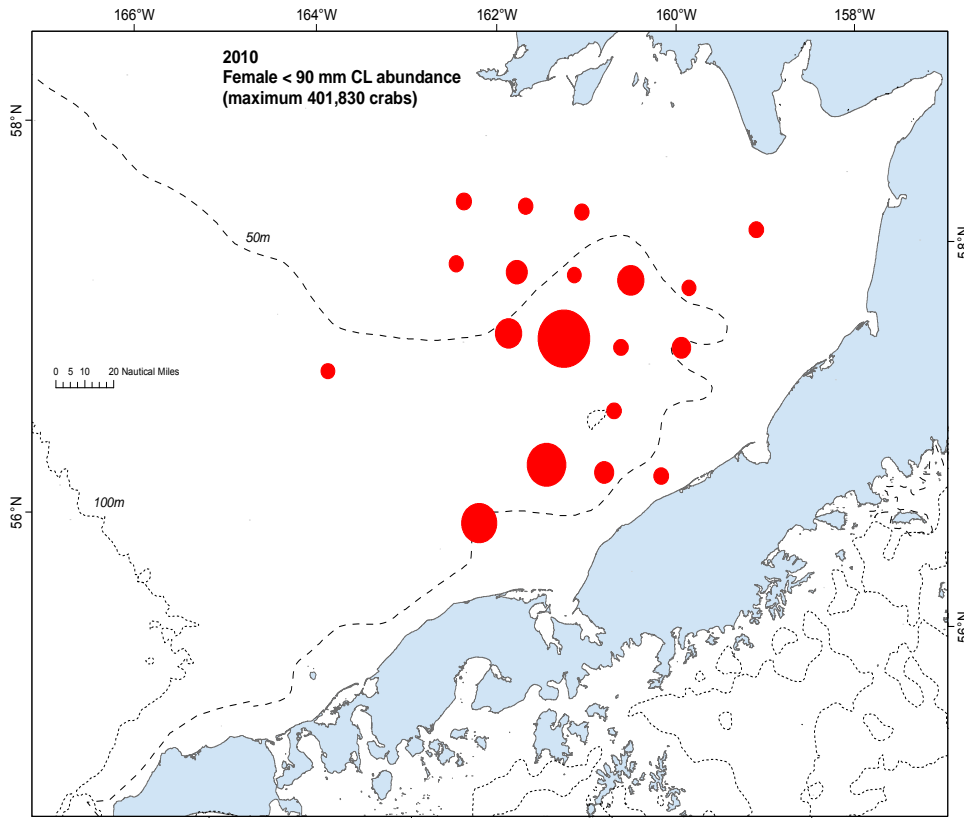 166°W 164°W 162°W 160°W 158°W
2010
Female < 90 mm CL abundance
(maximum 401,830 crabs)
58°N
50m
58°N
0 5 10 20 Nautical Miles
100m
56°N
56°N